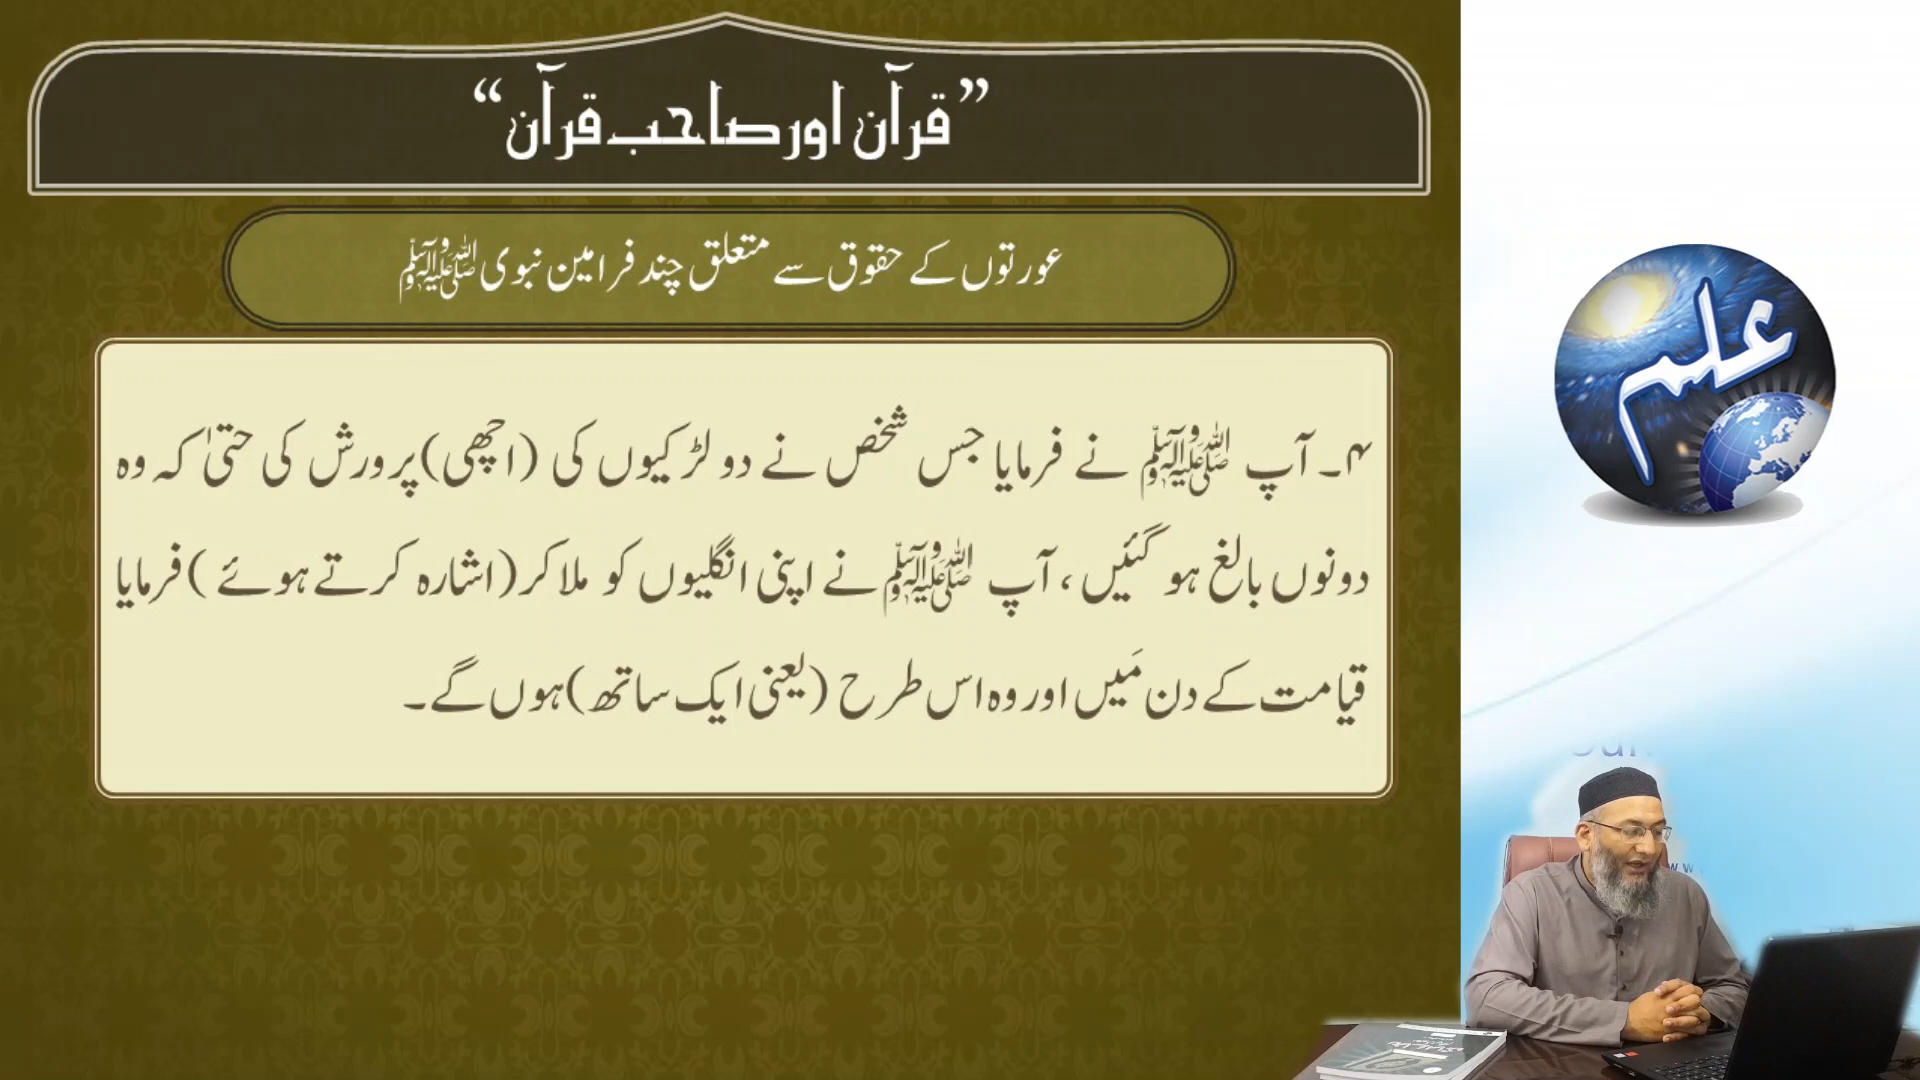 ”قرآن اور صاحب قرآن“
عورتوں کے حقوق سے متعلق چند فرامین نبوی ﷺ
۴۔ آپ ﷺ نے فرمایا جس شخص نے دو لڑکیوں کی (اچھی) پرورش کی حتیٰ کہ وہ
دونوں بالغ ہو گئیں، آپ ﷺ نے اپنی انگلیوں کو ملا کر (اشارہ کرتے ہوئے) فرمایا
قیامت کے دن مَیں اور وہ اس طرح (یعنی ایک ساتھ) ہوں گے۔
علم